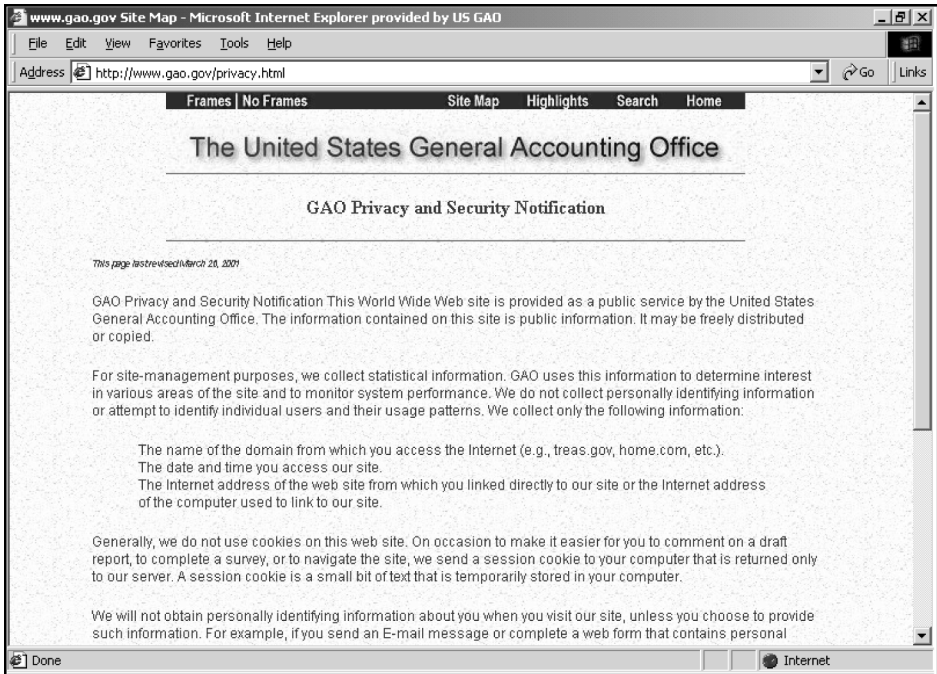 www.gao.gov Site Map - Microsoft Internet Explorer provided by US GAO
File Edit View Favorites Tools Help
Address http://www.gao.gov/privacy.html Go Links
Frames | No Frames Site Map Highlights Search Home
The United States General Accounting Office
GAO Privacy and Security Notification
This page last revised March 26, 2001
GAO Privacy and Security Notification This World Wide Web site is provided as a public service by the United States
General Accounting Office. The information contained on this site is public information. It may be freely distributed
or copied.
For site-management purposes, we collect statistical information. GAO uses this information to determine interest
in various areas of the site and to monitor system performance. We do not collect personally identifying information
or attempt to identify individual users and their usage patterns. We collect only the following information:
The name of the domain from which you access the Internet (e.g., treas.gov, home.com, etc.).
The date and time you access our site.
The Internet address of the web site from which you linked directly to our site or the Internet address
of the computer used to link to our site.
Generally, we do not use cookies on this web site. On occasion to make it easier for you to comment on a draft
report, to complete a survey, or to navigate the site, we send a session cookie to your computer that is returned only
to our server. A session cookie is a small bit of text that is temporarily stored in your computer.
We will not obtain personally identifying information about you when you visit our site, unless you choose to provide
such information. For example, if you send an E-mail message or complete a web form that contains personal
Done Internet